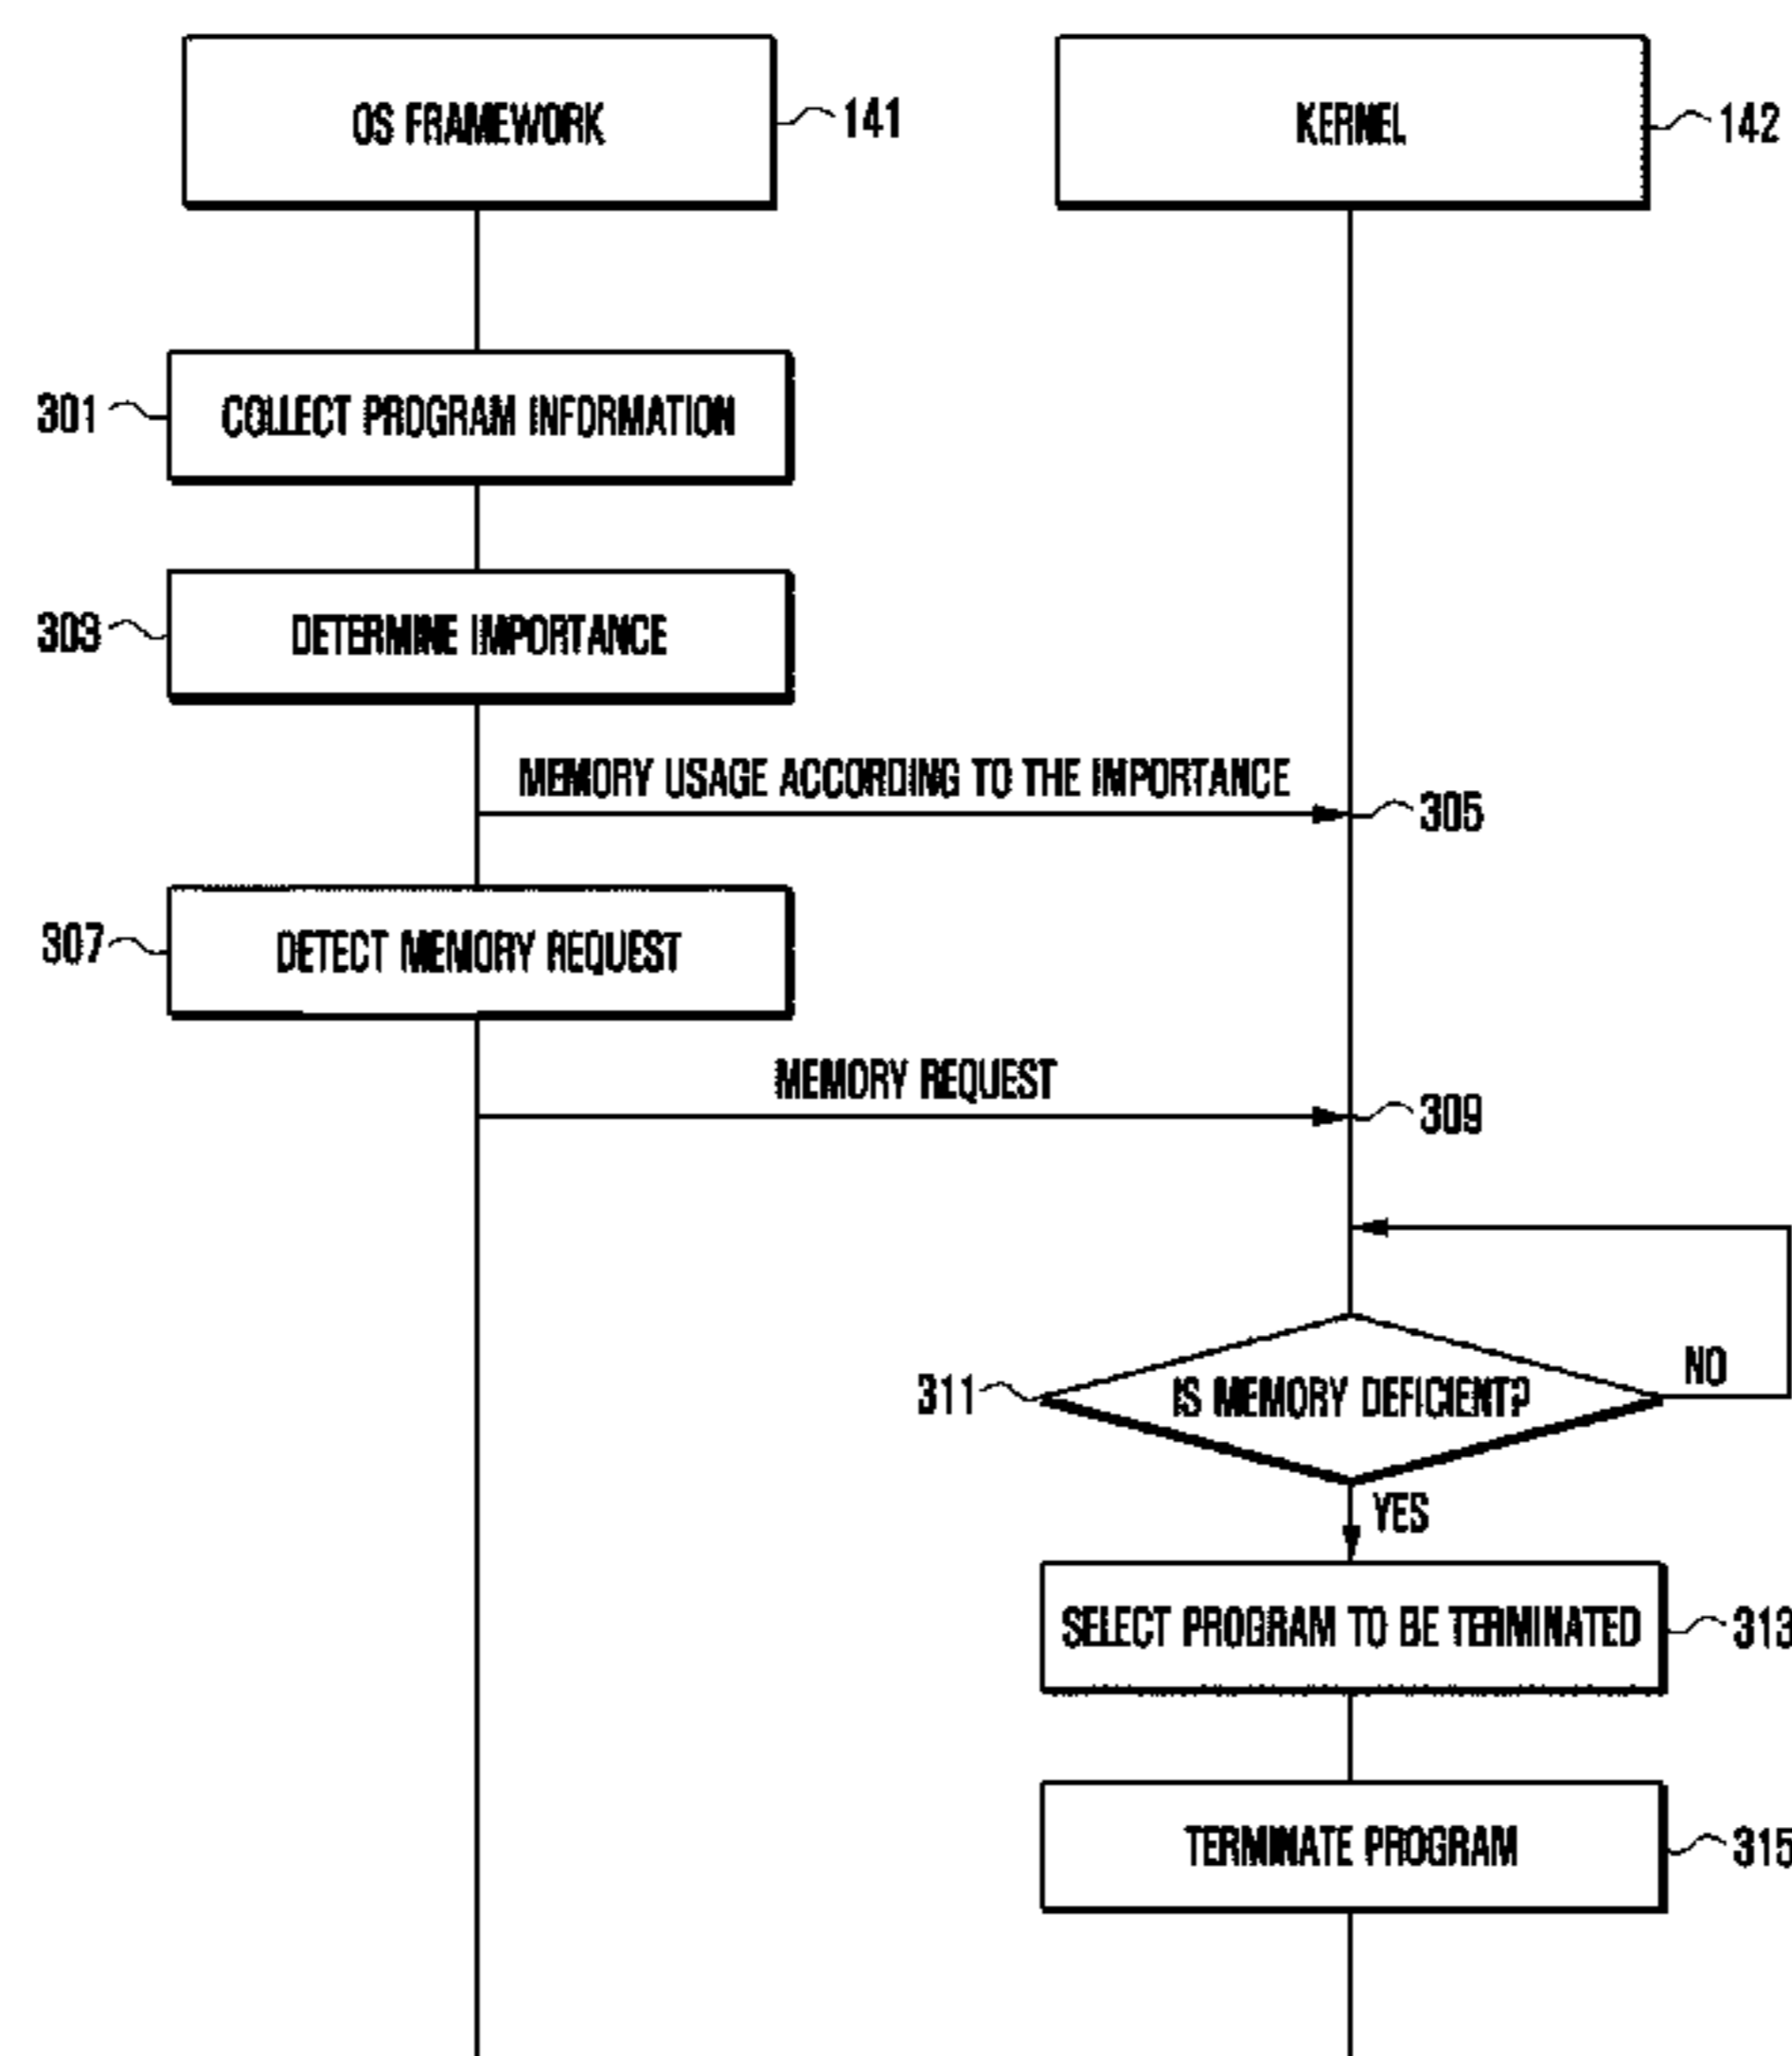 OS FRAMEWORK
141
KERNEL
142
301
COLLECT PROGRAM INFORMATION
303
DETERMINE IMPORTANCE
MEMORY USAGE ACCORDING TO THE IMPORTANCE
305
307
DETECT MEMORY REQUEST
MEMORY REQUEST
309
311
IS MEMORY DEFICIENT?
NO
YES
SELECT PROGRAM TO BE TERMINATED
313
TERMINATE PROGRAM
315